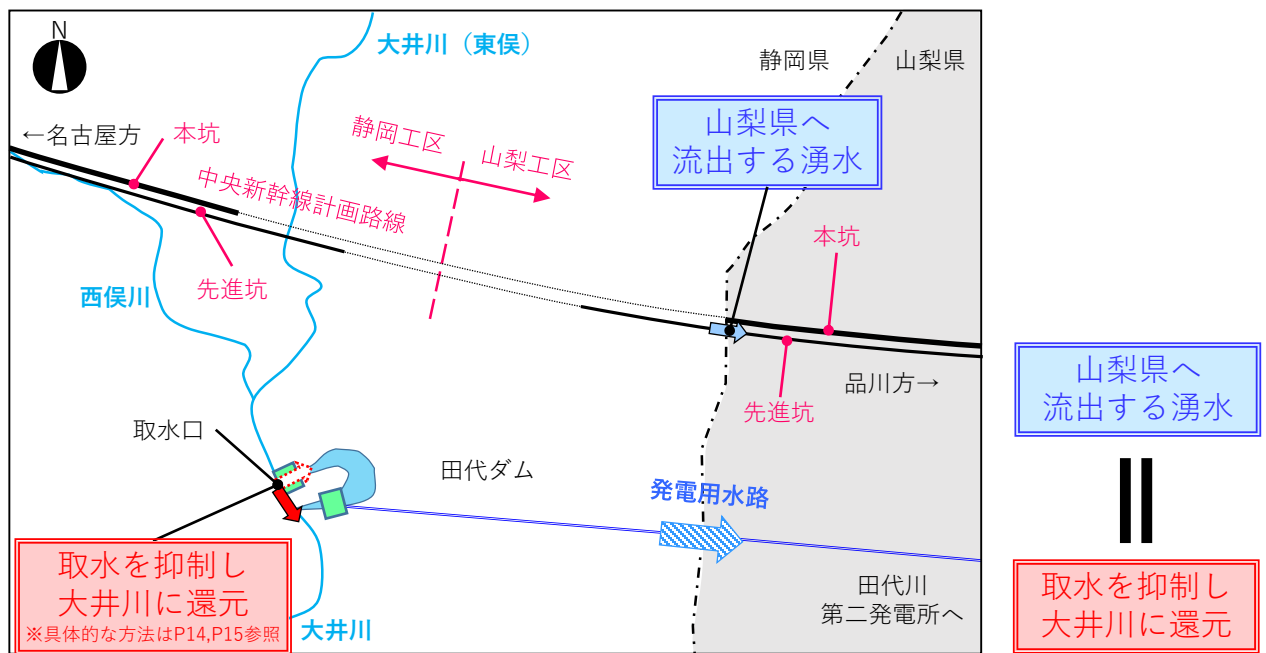 N
大井川（東俣）
静岡県
山梨県
山梨県へ
流出する湧水
←名古屋方
本坑
静岡工区
山梨工区
中央新幹線計画路線
先進坑
西俣川
本坑
品川方→
先進坑
取水口
田代ダム
発電用水路
取水を抑制し
大井川に還元
※具体的な方法はP14,P15参照
大井川
田代川
第二発電所へ
山梨県へ
流出する湧水
取水を抑制し
大井川に還元